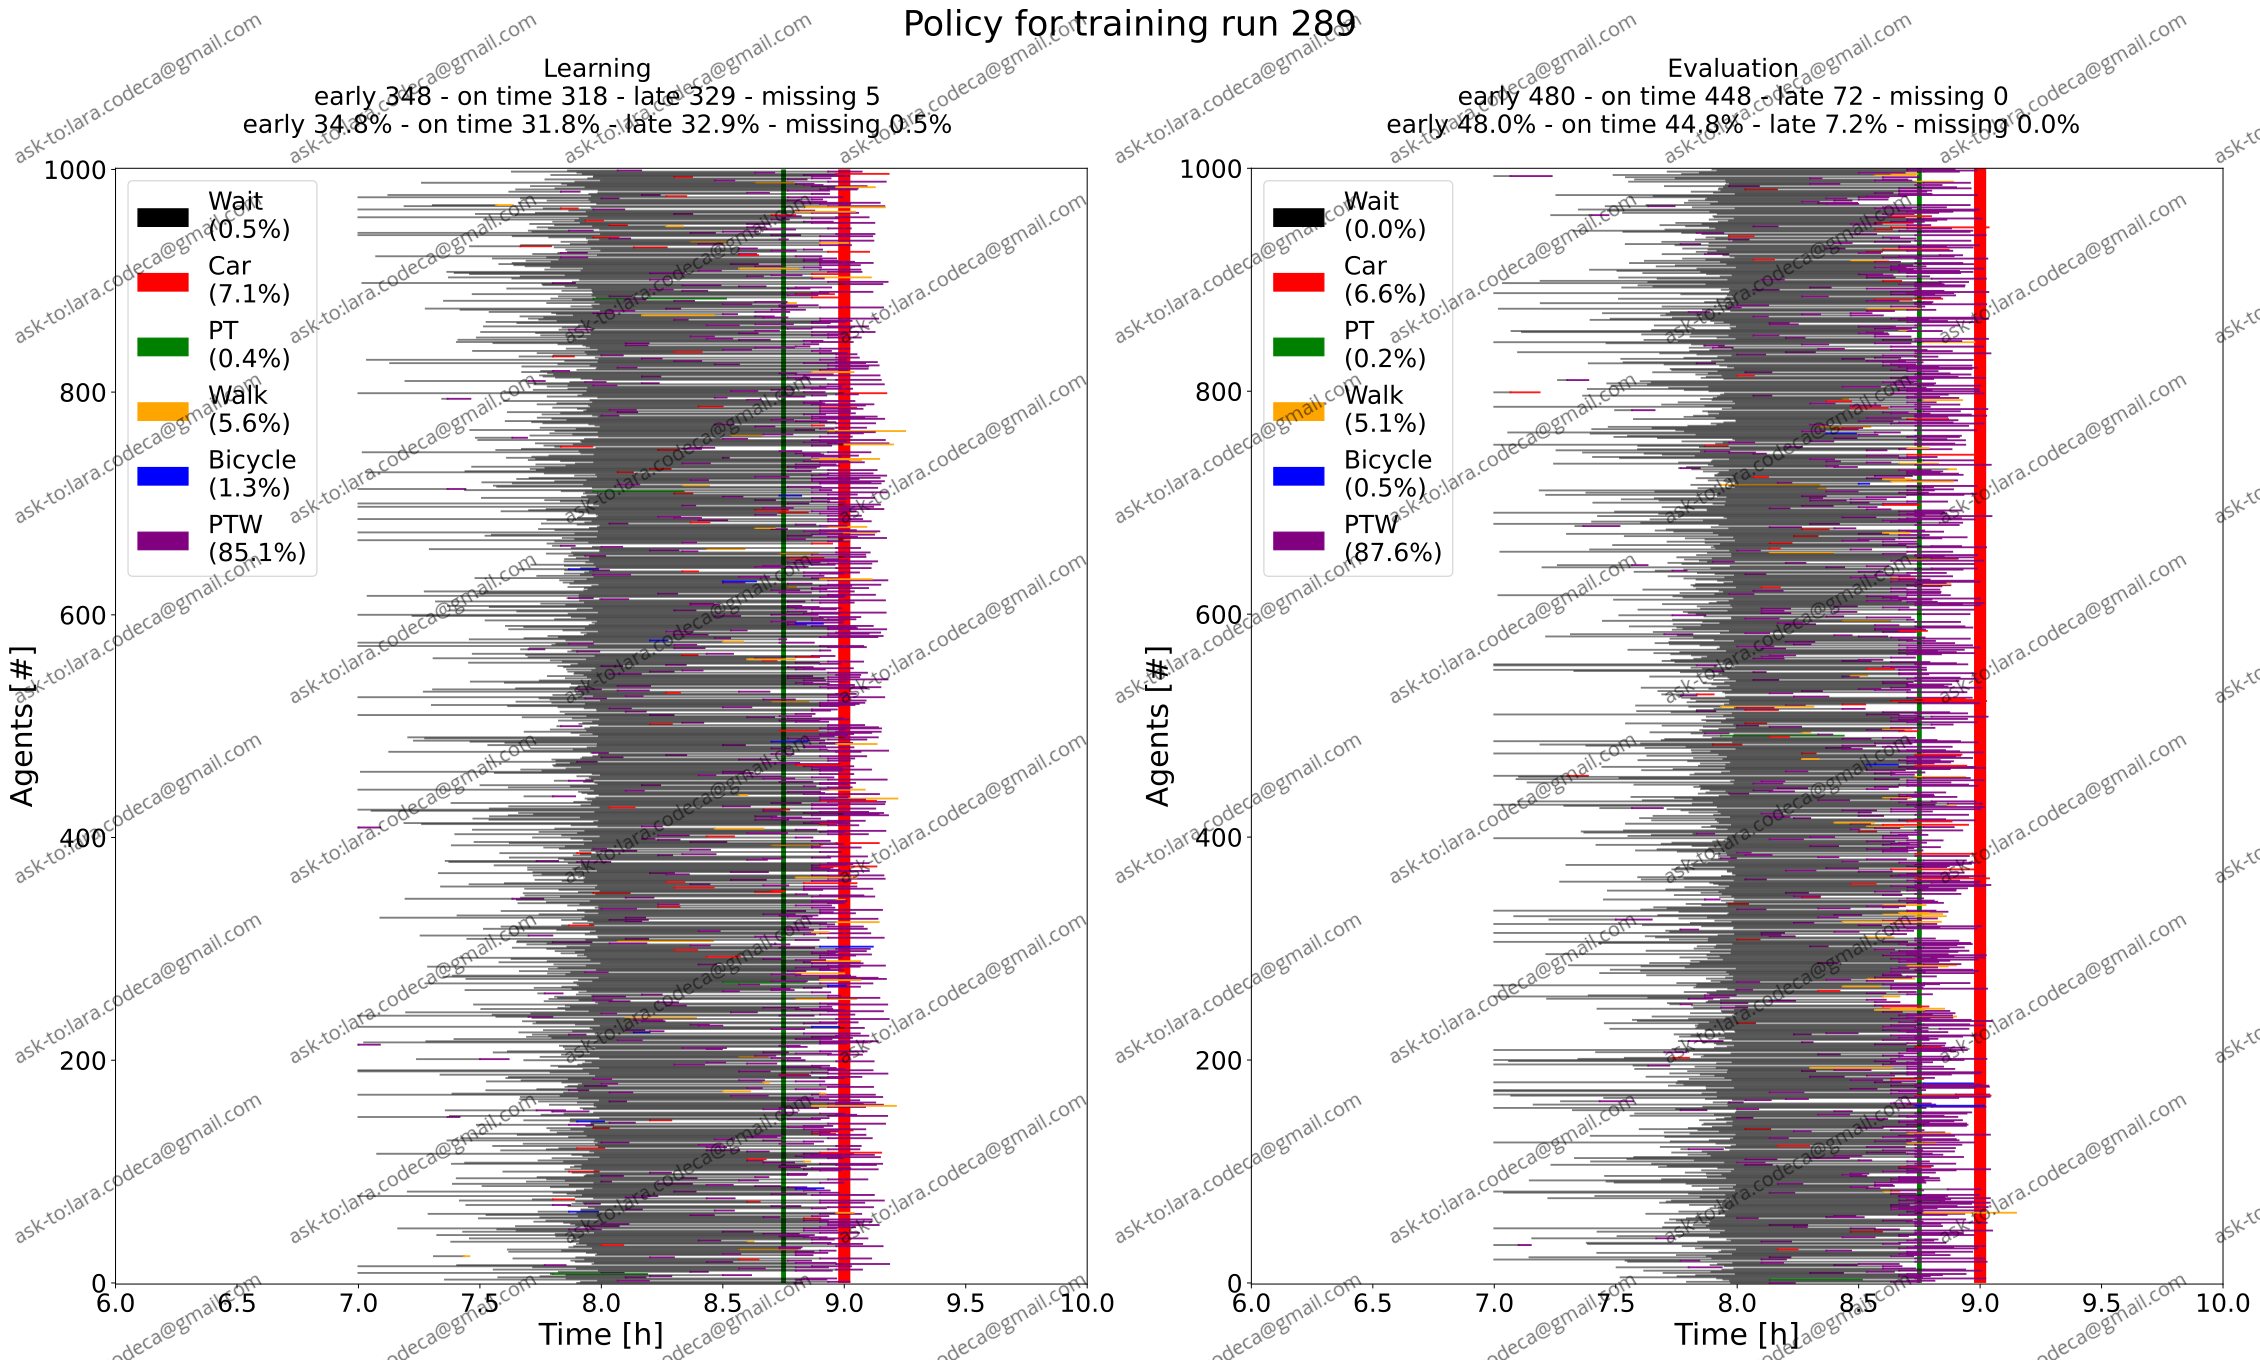 Policy for training run 289
Learning
early 348 - on time 318 - late 329 - missing 5
early 34.8% - on time 31.8% - late 32.9% - missing 0.5%
Agents [#]
1000
800
600
400
200
0
Wait
(0.5%)
Car
(7.1%)
PT
(0.4%)
Walk
(5.6%)
Bicycle
(1.3%)
PTW
(85.1%)
6.0 6.5 7.0 7.5 8.0 8.5 9.0 9.5 10.0
Time [h]
Evaluation
early 480 - on time 448 - late 72 - missing 0
early 48.0% - on time 44.8% - late 7.2% - missing 0.0%
Agents [#]
1000
800
600
400
200
0
Wait
(0.0%)
Car
(6.6%)
PT
(0.2%)
Walk
(5.1%)
Bicycle
(0.5%)
PTW
(87.6%)
6.0 6.5 7.0 7.5 8.0 8.5 9.0 9.5 10.0
Time [h]
ask-to:lara.codeca@gmail.com